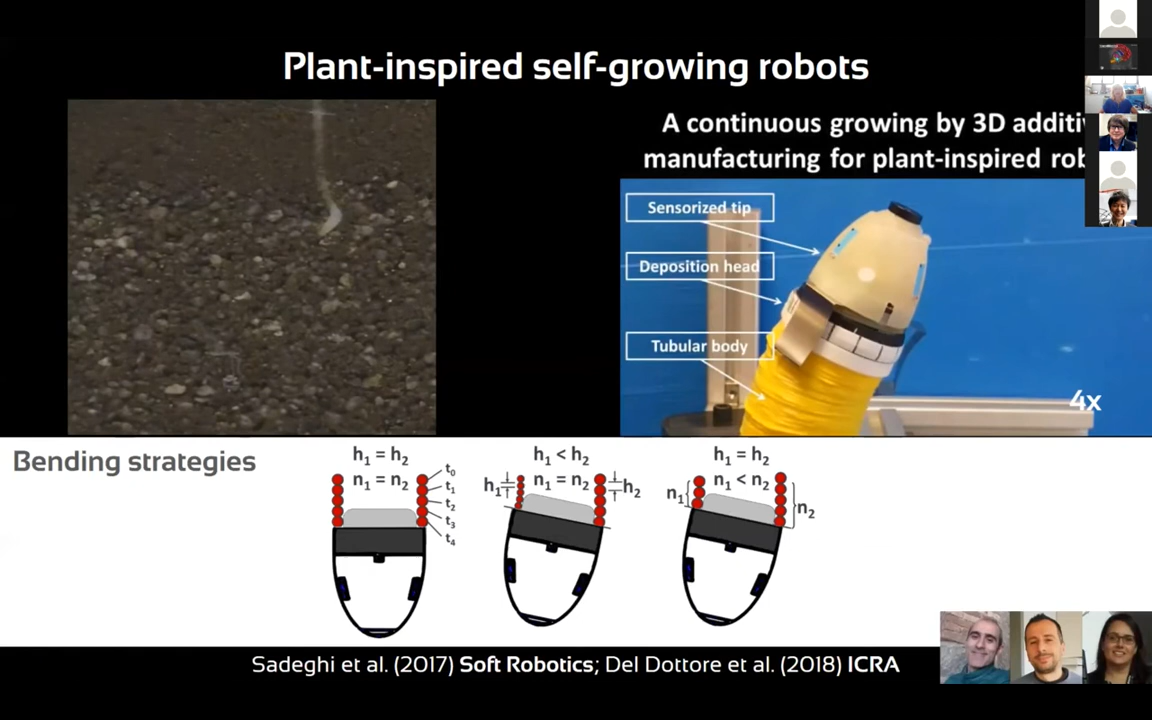 Plant-inspired self-growing robots
A continuous growing by 3D additi
manufacturing for plant-inspired rob
Sensorized tip
Deposition head
Tubular body
4x
Bending strategies
h₁ = h₂
n₁ = n₂
t₀
t₁
t₂
t₃
t₄
h₁ < h₂
n₁ = n₂
h₁
h₂
h₁ = h₂
n₁ < n₂
n₁
n₂
Sadeghi et al. (2017) Soft Robotics; Del Dottore et al. (2018) ICRA